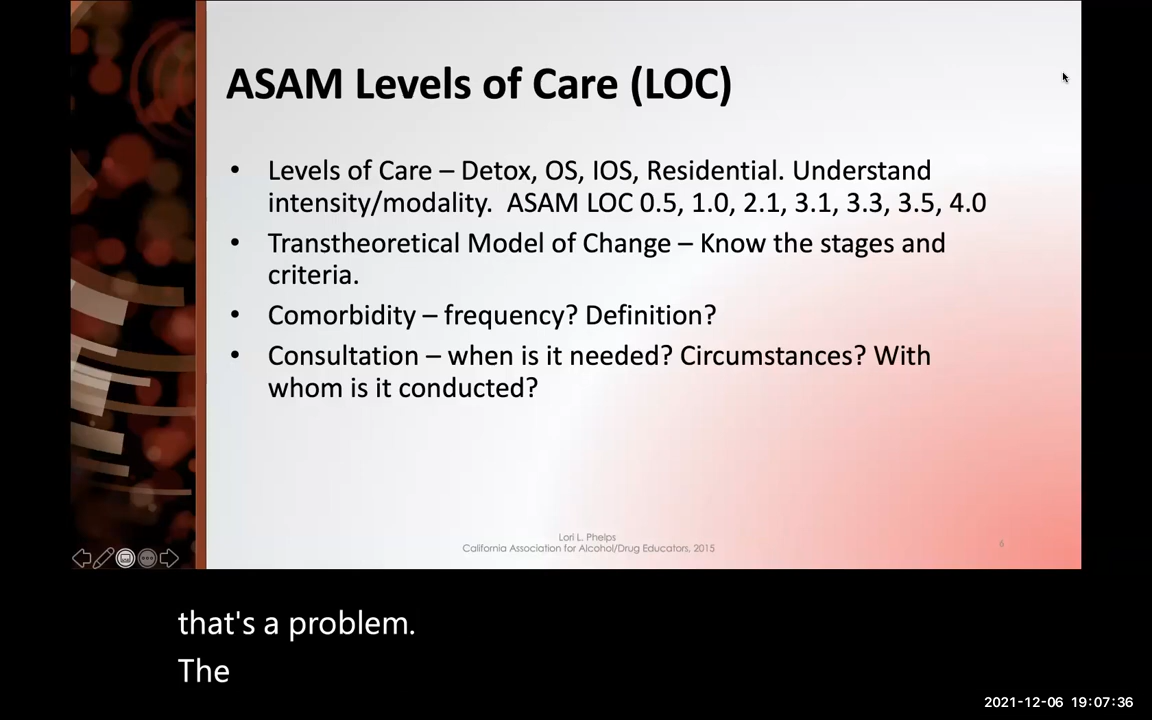 ASAM Levels of Care (LOC)
• Levels of Care – Detox, OS, IOS, Residential. Understand
intensity/modality.  ASAM LOC 0.5, 1.0, 2.1, 3.1, 3.3, 3.5, 4.0
• Transtheoretical Model of Change – Know the stages and
criteria.
• Comorbidity – frequency? Definition?
• Consultation – when is it needed? Circumstances? With
whom is it conducted?
Lori L. Phelps
California Association for Alcohol/Drug Educators, 2015
6
that's a problem.
The
2021-12-06 19:07:36